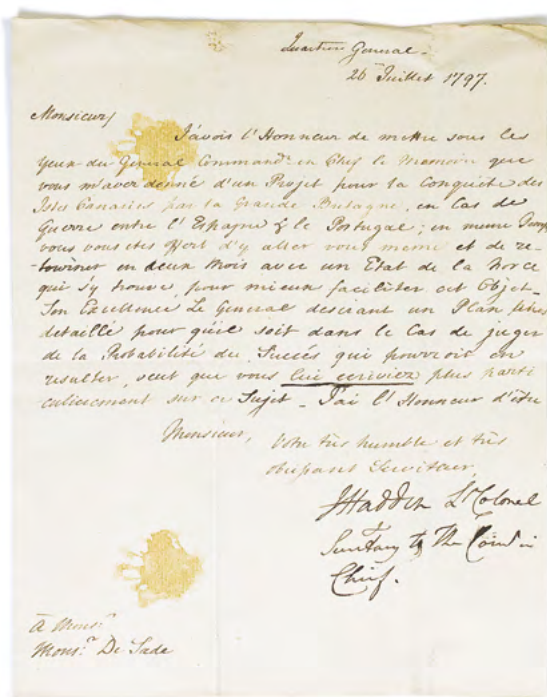 Quartier General.
26 Juillet 1797.
Monsieur
J'avois l'Honneur de mettre sous les
yeux du General Command.t en Chef le Memoire que
vous m'avez donné d'un Projet pour la Conquête des
Isles Canaries par la Grande Bretagne, en Cas de
Guerre entre l'Espagne & le Portugal; en meme Temps
vous vous etes offert d'y aller vous meme et de re-
-tourner en deux Mois avec un Etat de la Force
qui s'y trouve, pour mieux faciliter cet Objet.
Son Excellence Le General desirant un Plan
detaillé pour qu'il soit dans le Cas de juger
de la Probabilité du Succés qui pourroit en
resulter, veut que vous lui ecriviez plus parti
culierement sur ce Sujet - J'ai l'Honneur d'être
Monsieur, Votre très humble et très
obeissant Serviteur,
JHadden Lt Colonel
Secretary to The Com.r in
Chief.
à Mons.r
Mons.r De Sade